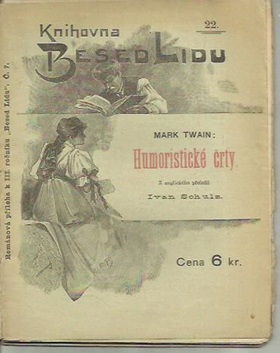 22.
Knihovna
BESED LIDU
MARK TWAIN:
Humoristické črty.
Z anglického přeložil
Ivan Schulz.
Cena 6 kr.
Románová příloha k III. ročníku „Besed Lidu“. Č. 7.